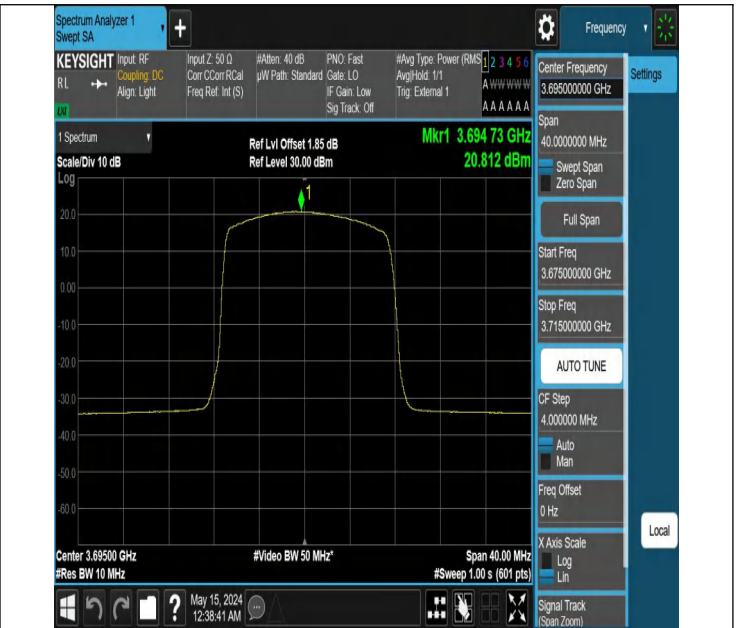 Spectrum Analyzer 1
Swept SA
+
Frequency
KEYSIGHT
RL
LXI
Input: RF
Coupling: DC
Align: Light
Input Z: 50 Ω
Corr CCorr RCal
Freq Ref: Int (S)
#Atten: 40 dB
µW Path: Standard
PNO: Fast
Gate: LO
IF Gain: Low
Sig Track: Off
#Avg Type: Power (RMS
Avg|Hold: 1/1
Trig: External 1
1 2 3 4 5 6
A W W W W W
A A A A A A
1 Spectrum
Scale/Div 10 dB
Log
Ref Lvl Offset 1.85 dB
Ref Level 30.00 dBm
Mkr1 3.694 73 GHz
20.812 dBm
1
20.0
10.0
0.00
-10.0
-20.0
-30.0
-40.0
-50.0
-60.0
Center 3.69500 GHz
#Res BW 10 MHz
#Video BW 50 MHz*
Span 40.00 MHz
#Sweep 1.00 s (601 pts)
Center Frequency
3.695000000 GHz
Settings
Span
40.0000000 MHz
Swept Span
Zero Span
Full Span
Start Freq
3.675000000 GHz
Stop Freq
3.715000000 GHz
AUTO TUNE
CF Step
4.000000 MHz
Auto
Man
Freq Offset
0 Hz
X Axis Scale
Log
Lin
Signal Track
(Span Zoom)
Local
?
May 15, 2024
12:38:41 AM